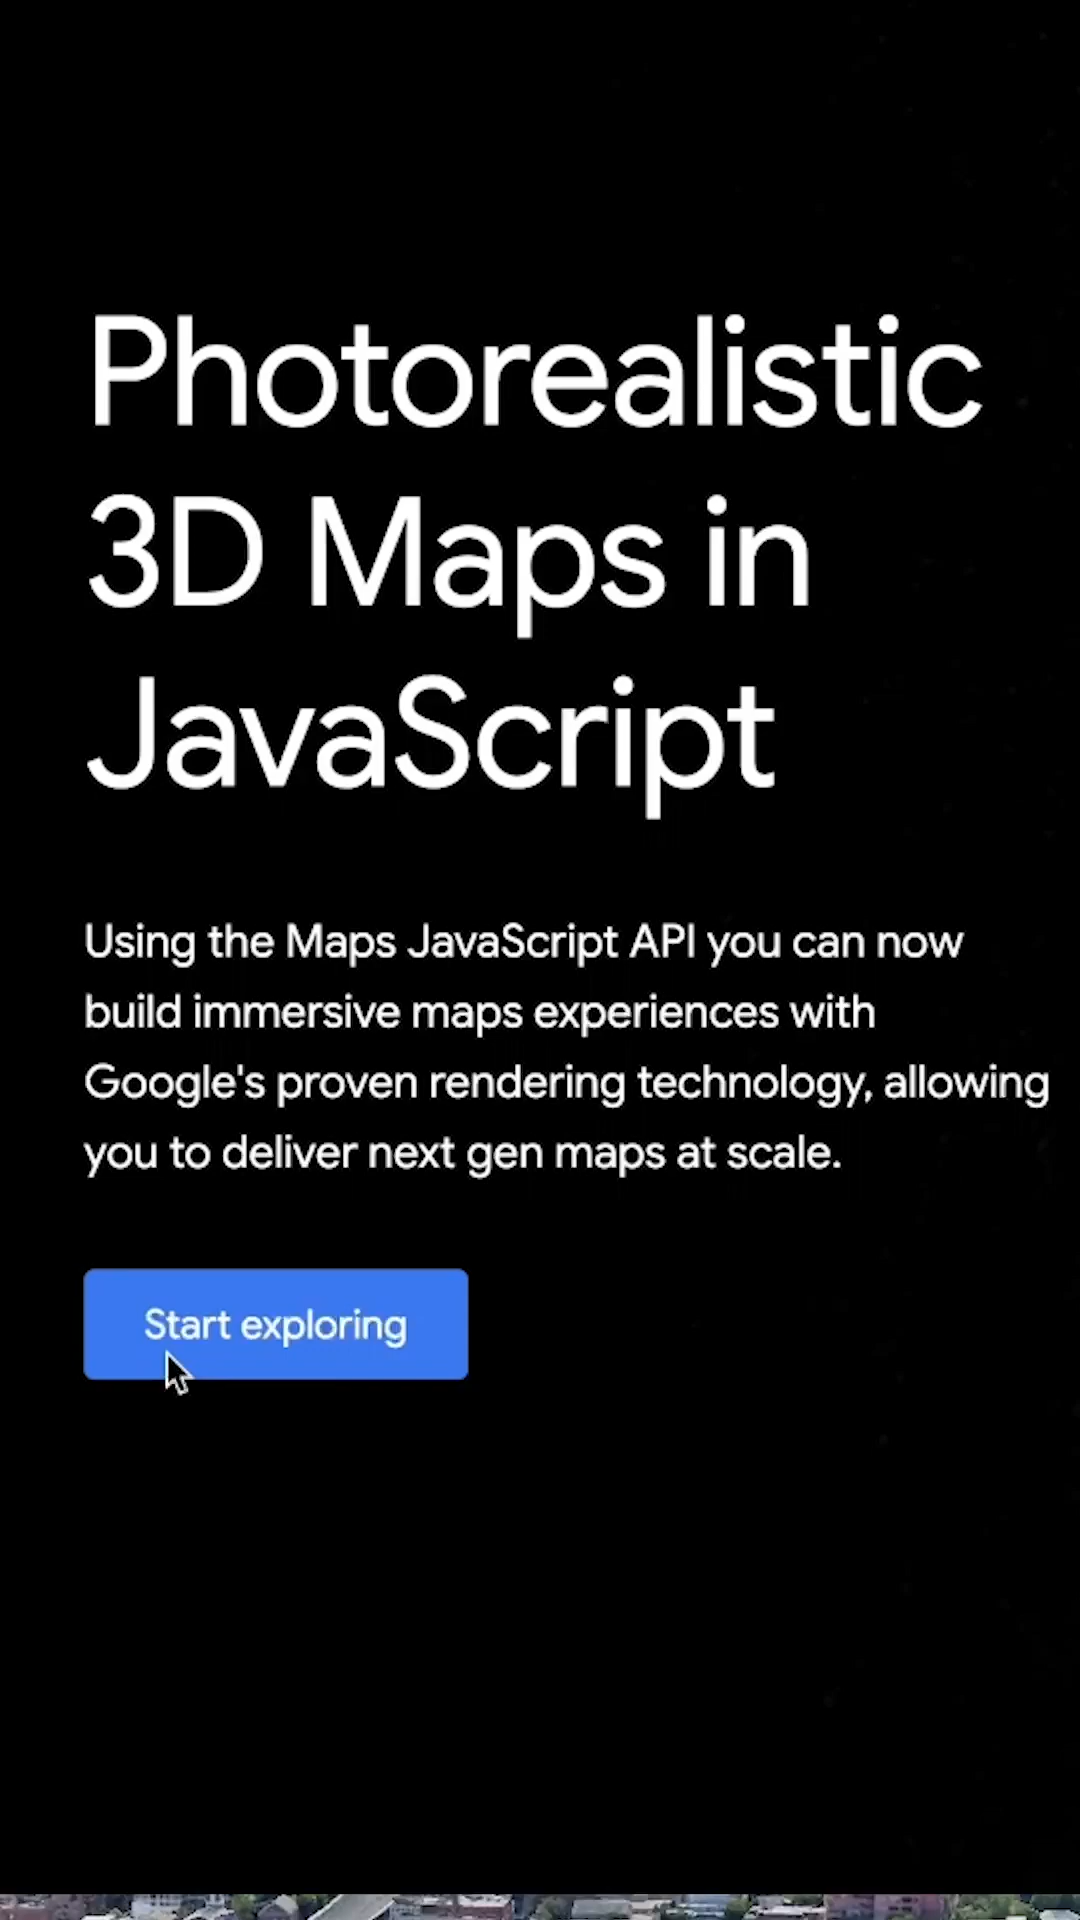 Photorealistic
3D Maps in
JavaScript
Using the Maps JavaScript API you can now
build immersive maps experiences with
Google's proven rendering technology, allowing
you to deliver next gen maps at scale.
Start exploring